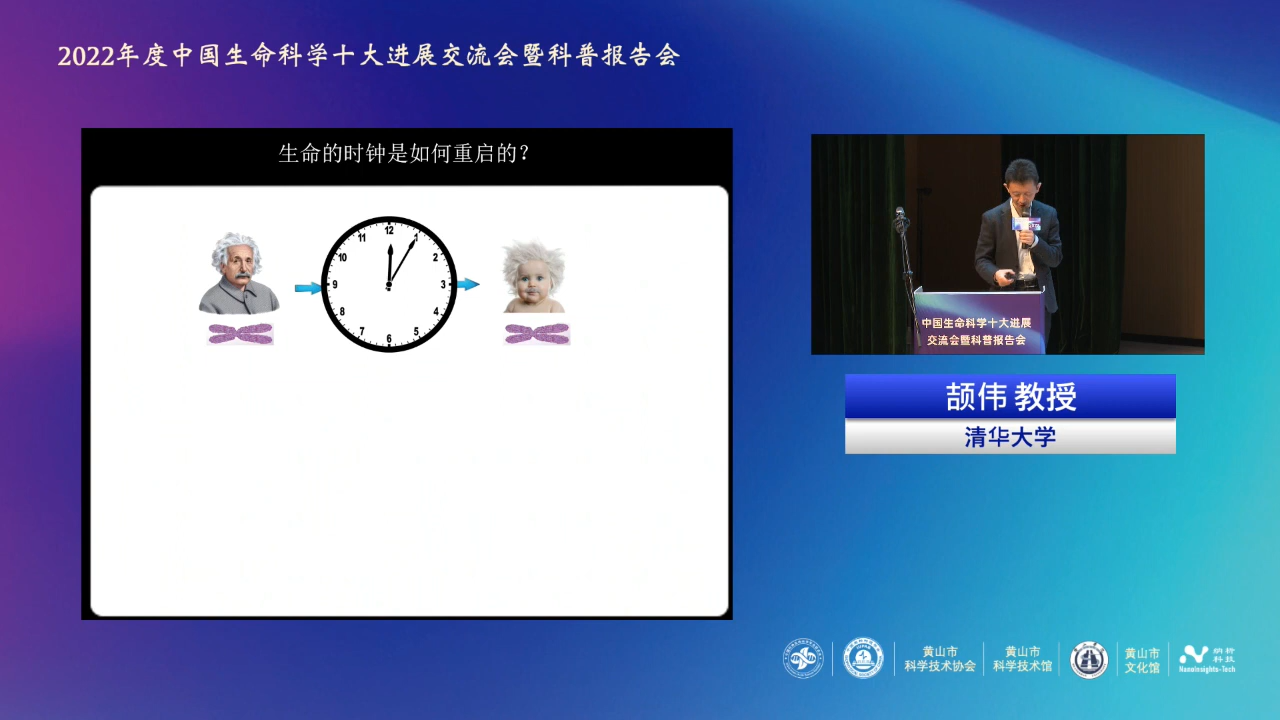 2022年度中国生命科学十大进展交流会暨科普报告会
生命的时钟是如何重启的？
12
1
2
3
4
5
6
7
8
9
10
11
中国生命科学十大进展
交流会暨科普报告会
颉伟 教授
清华大学
黄山市
科学技术协会
黄山市
科学技术馆
黄山市
文化馆
纳析
科技
NanoInsights-Tech